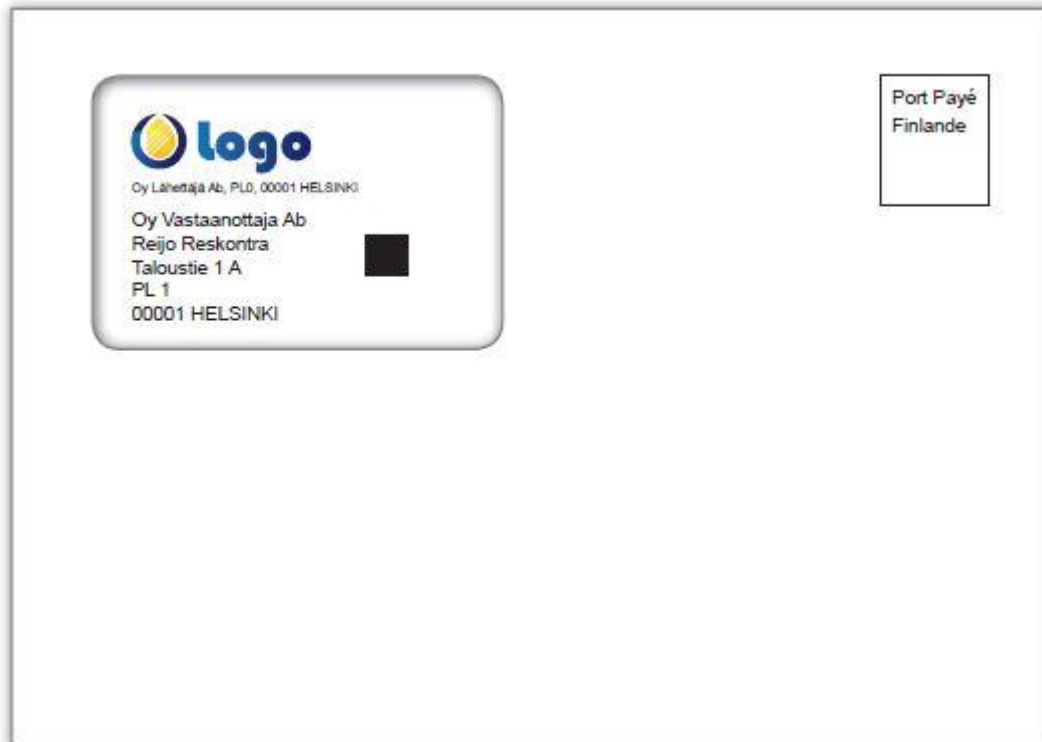 logo
Oy Lähettäjä Ab, PL0, 00001 HELSINKI
Oy Vastaanottaja Ab
Reijo Reskontra
Taloustie 1 A
PL 1
00001 HELSINKI
Port Payé
Finlande